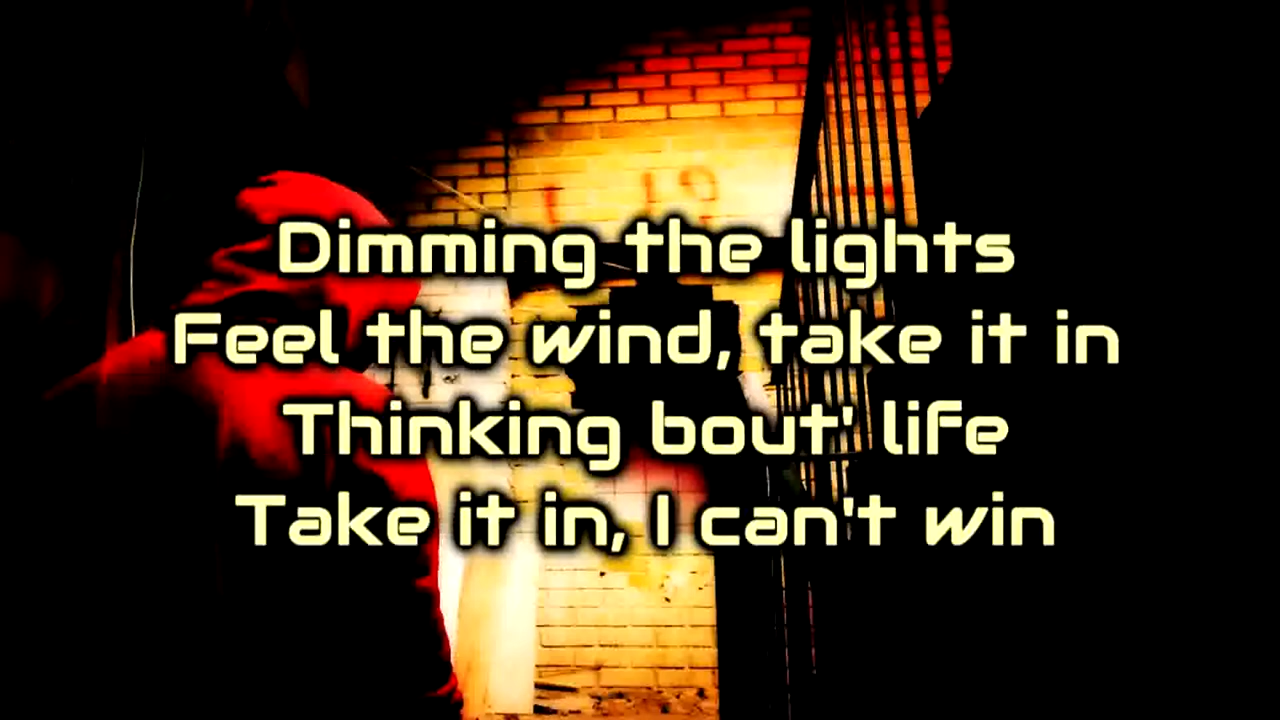 Dimming the lights
Feel the wind, take it in
Thinking bout' life
Take it in, I can't win